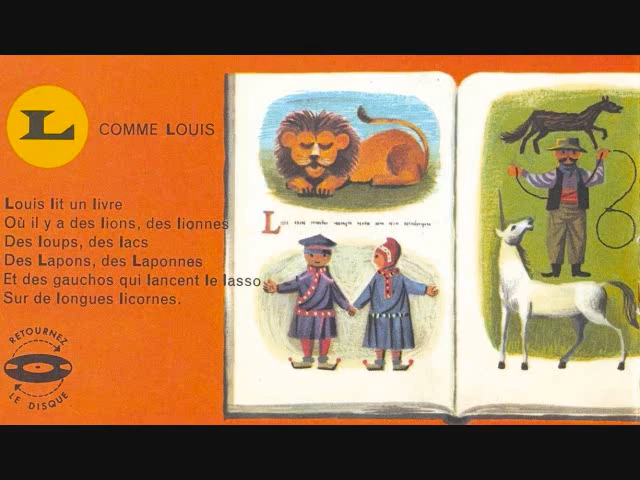 L COMME LOUIS
Louis lit un livre
Où il y a des lions, des lionnes
Des loups, des lacs
Des Lapons, des Laponnes
Et des gauchos qui lancent le lasso
Sur de longues licornes.
RETOURNEZ
LE DISQUE
L